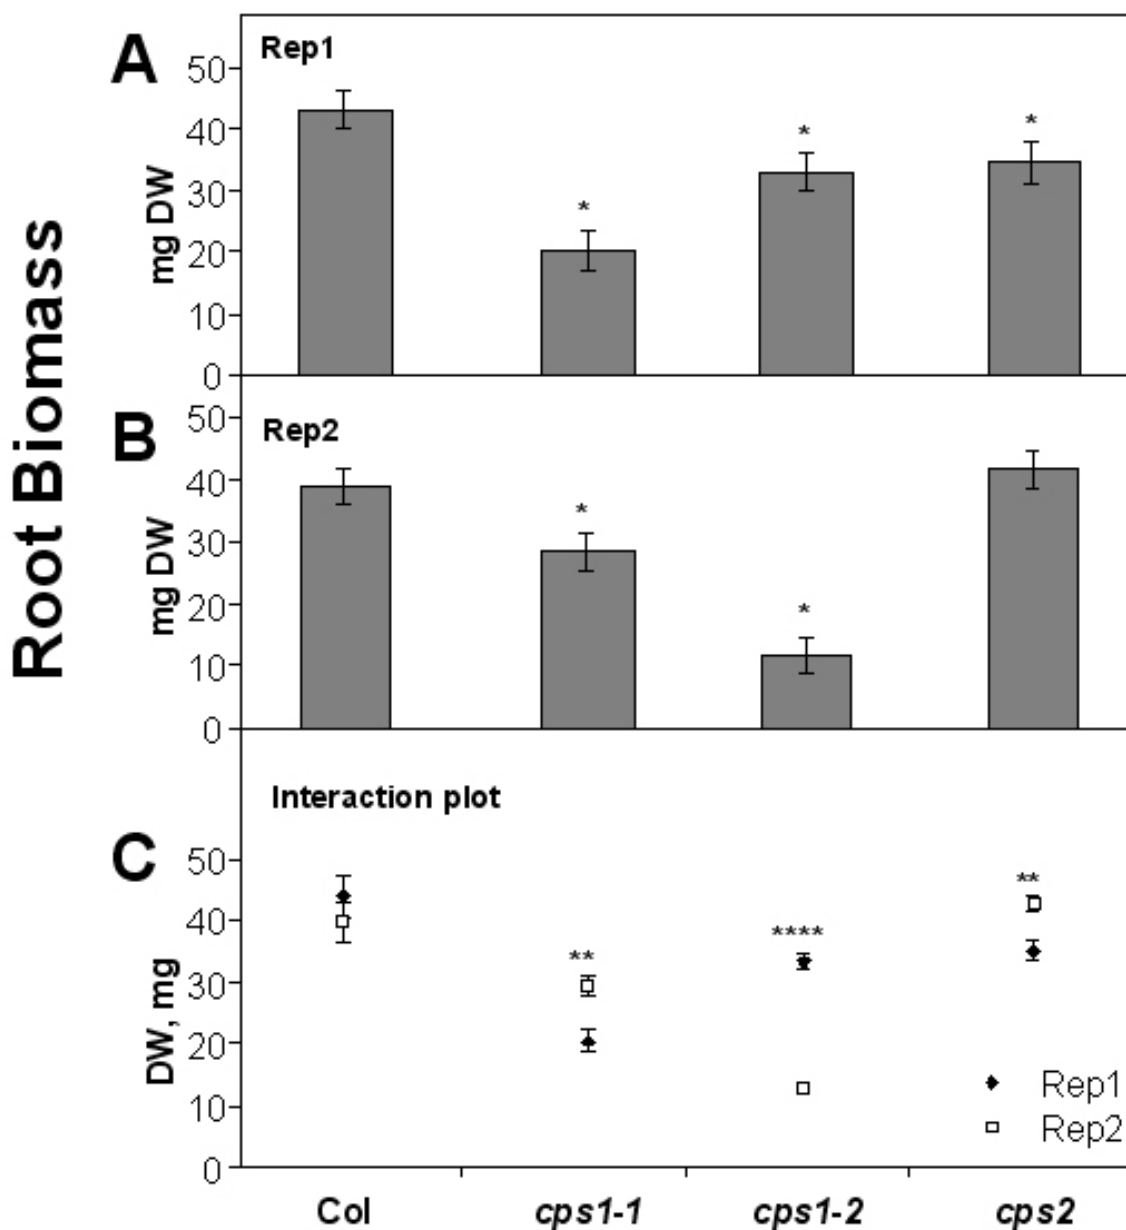 Root Biomass
A
Rep1
mg DW
50
40
30
20
10
0
*
*
*
B
Rep2
mg DW
50
40
30
20
10
0
*
*
Interaction plot
C
DW, mg
50
40
30
20
10
0
**
****
**
Rep1
Rep2
Col cps1-1 cps1-2 cps2